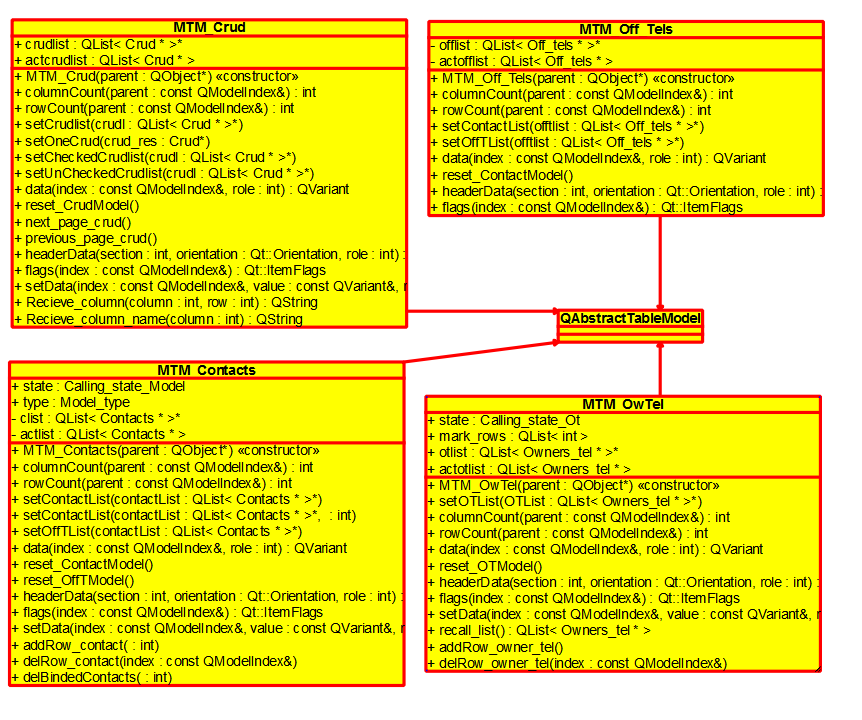 MTM_Crud
+ crudlist : QList< Crud * >*
+ actcrudlist : QList< Crud * >
+ MTM_Crud(parent : QObject*) «constructor»
+ columnCount(parent : const QModelIndex&) : int
+ rowCount(parent : const QModelIndex&) : int
+ setCrudlist(crudl : QList< Crud * >*)
+ setOneCrud(crud_res : Crud*)
+ setCheckedCrudlist(crudl : QList< Crud * >*)
+ setUnCheckedCrudlist(crudl : QList< Crud * >*)
+ data(index : const QModelIndex&, role : int) : QVariant
+ reset_CrudModel()
+ next_page_crud()
+ previous_page_crud()
+ headerData(section : int, orientation : Qt::Orientation, role : int) :
+ flags(index : const QModelIndex&) : Qt::ItemFlags
+ setData(index : const QModelIndex&, value : const QVariant&, r
+ Recieve_column(column : int, row : int) : QString
+ Recieve_column_name(column : int) : QString
MTM_Off_Tels
- offlist : QList< Off_tels * >*
- actofflist : QList< Off_tels * >
+ MTM_Off_Tels(parent : QObject*) «constructor»
+ columnCount(parent : const QModelIndex&) : int
+ rowCount(parent : const QModelIndex&) : int
+ setContactList(offtlist : QList< Off_tels * >*)
+ setOffTList(offtlist : QList< Off_tels * >*)
+ data(index : const QModelIndex&, role : int) : QVariant
+ reset_ContactModel()
+ headerData(section : int, orientation : Qt::Orientation, role : int) :
+ flags(index : const QModelIndex&) : Qt::ItemFlags
QAbstractTableModel
MTM_Contacts
+ state : Calling_state_Model
+ type : Model_type
- clist : QList< Contacts * >*
- actlist : QList< Contacts * >
+ MTM_Contacts(parent : QObject*) «constructor»
+ columnCount(parent : const QModelIndex&) : int
+ rowCount(parent : const QModelIndex&) : int
+ setContactList(contactList : QList< Contacts * >*)
+ setContactList(contactList : QList< Contacts * >*,  : int)
+ setOffTList(contactList : QList< Contacts * >*)
+ data(index : const QModelIndex&, role : int) : QVariant
+ reset_ContactModel()
+ reset_OffTModel()
+ headerData(section : int, orientation : Qt::Orientation, role : int) :
+ flags(index : const QModelIndex&) : Qt::ItemFlags
+ setData(index : const QModelIndex&, value : const QVariant&, r
+ addRow_contact( : int)
+ delRow_contact(index : const QModelIndex&)
+ delBindedContacts( : int)
MTM_OwTel
+ state : Calling_state_Ot
+ mark_rows : QList< int >
+ otlist : QList< Owners_tel * >*
+ actotlist : QList< Owners_tel * >
+ MTM_OwTel(parent : QObject*) «constructor»
+ setOTList(OTList : QList< Owners_tel * >*)
+ columnCount(parent : const QModelIndex&) : int
+ rowCount(parent : const QModelIndex&) : int
+ data(index : const QModelIndex&, role : int) : QVariant
+ reset_OTModel()
+ headerData(section : int, orientation : Qt::Orientation, role : int) :
+ flags(index : const QModelIndex&) : Qt::ItemFlags
+ setData(index : const QModelIndex&, value : const QVariant&, r
+ recall_list() : QList< Owners_tel * >
+ addRow_owner_tel()
+ delRow_owner_tel(index : const QModelIndex&)